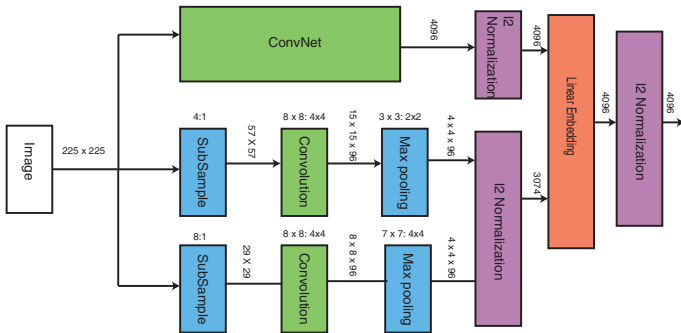 Image
225 x 225
ConvNet
4096
l2
Normalization
4096
4:1
SubSample
57 X 57
8 x 8: 4x4
Convolution
15 x 15 x 96
3 x 3: 2x2
Max pooling
4 x 4 x 96
8:1
SubSample
29 X 29
8 x 8: 4x4
Convolution
8 x 8 x 96
7 x 7: 4x4
Max pooling
4 x 4 x 96
l2 Normalization
3074
Linear Embedding
4096
l2 Normalization
4096